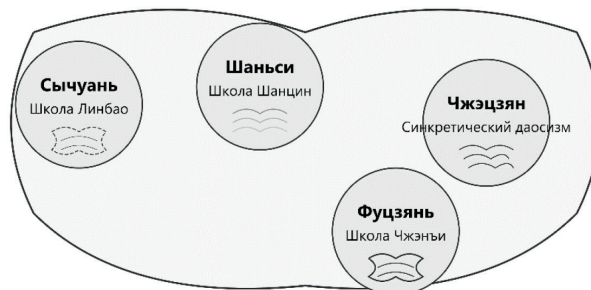 Сычуань
Школа Линбао
Шаньси
Школа Шанцин
Чжэцзян
Синкретический даосизм
Фуцзянь
Школа Чжэнъи